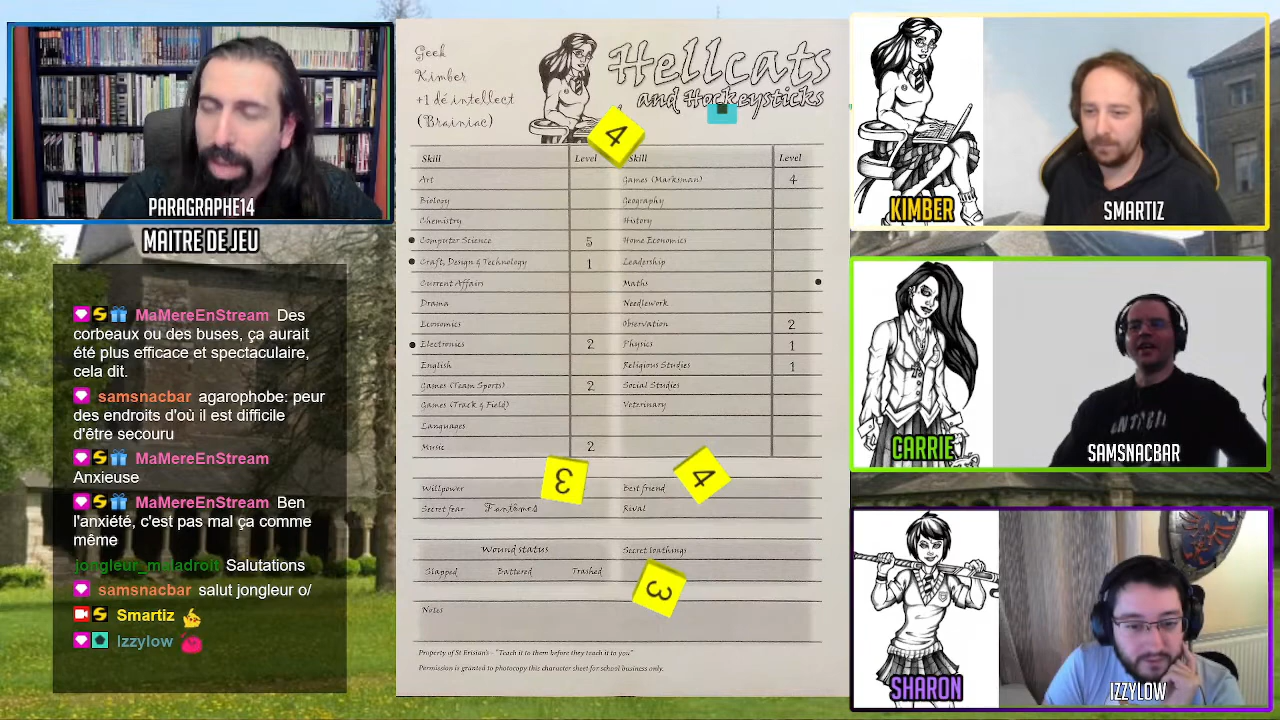 PARAGRAPHE14
MAITRE DE JEU
MaMereEnStream Des
corbeaux ou des buses, ça aurait
été plus efficace et spectaculaire,
cela dit.
samsnacbar agarophobe: peur
des endroits d'où il est difficile
d'être secouru
MaMereEnStream
Anxieuse
MaMereEnStream Ben
l'anxiété, c'est pas mal ça comme
même
jongleur_maladroit Salutations
samsnacbar salut jongleur o/
Smartiz
Izzylow
Geek
Kimber
+1 dé intellect
(Brainiac)
Hellcats
and Hockeysticks
4
Skill Level Skill Level
Art Games (Marksman) 4
Biology Geography
Chemistry History
Computer Science 5 Home Economics
Craft, Design & Technology 1 Leadership
Current Affairs Maths
Drama Needlework
Economics Observation 2
Electronics 2 Physics 1
English Religious Studies 1
Games (Team Sports) 2 Social Studies
Games (Track & Field) Veterinary
Languages
Music 2
3 4
Willpower Best friend
Secret fear Fantômes Rival
Wound status Secret loathings
Slapped Battered Trashed
3
Notes
Property of St Erisian's - "Teach it to them before they teach it to you"
Permission is granted to photocopy this character sheet for school business only.
KIMBER
SMARTIZ
CARRIE
SAMSNACBAR
SHARON
IZZYLOW